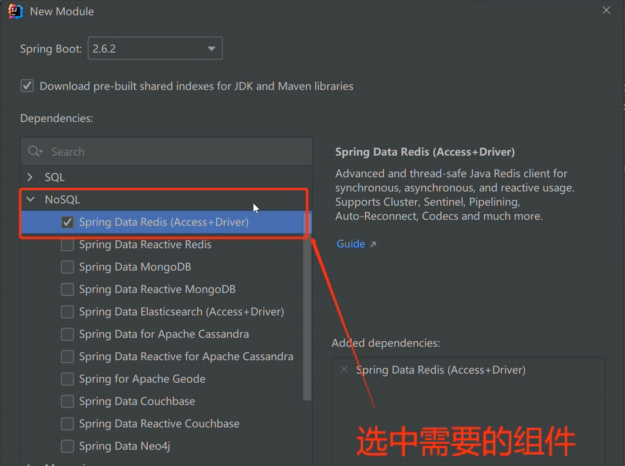 New Module
Spring Boot: 2.6.2
Download pre-built shared indexes for JDK and Maven libraries
Dependencies:
Search
SQL
NoSQL
Spring Data Redis (Access+Driver)
Spring Data Reactive Redis
Spring Data MongoDB
Spring Data Reactive MongoDB
Spring Data Elasticsearch (Access+Driver)
Spring Data for Apache Cassandra
Spring Data Reactive for Apache Cassandra
Spring for Apache Geode
Spring Data Couchbase
Spring Data Reactive Couchbase
Spring Data Neo4j
Spring Data Redis (Access+Driver)
Advanced and thread-safe Java Redis client for
synchronous, asynchronous, and reactive usage.
Supports Cluster, Sentinel, Pipelining,
Auto-Reconnect, Codecs and much more.
Guide
Added dependencies:
Spring Data Redis (Access+Driver)
选中需要的组件